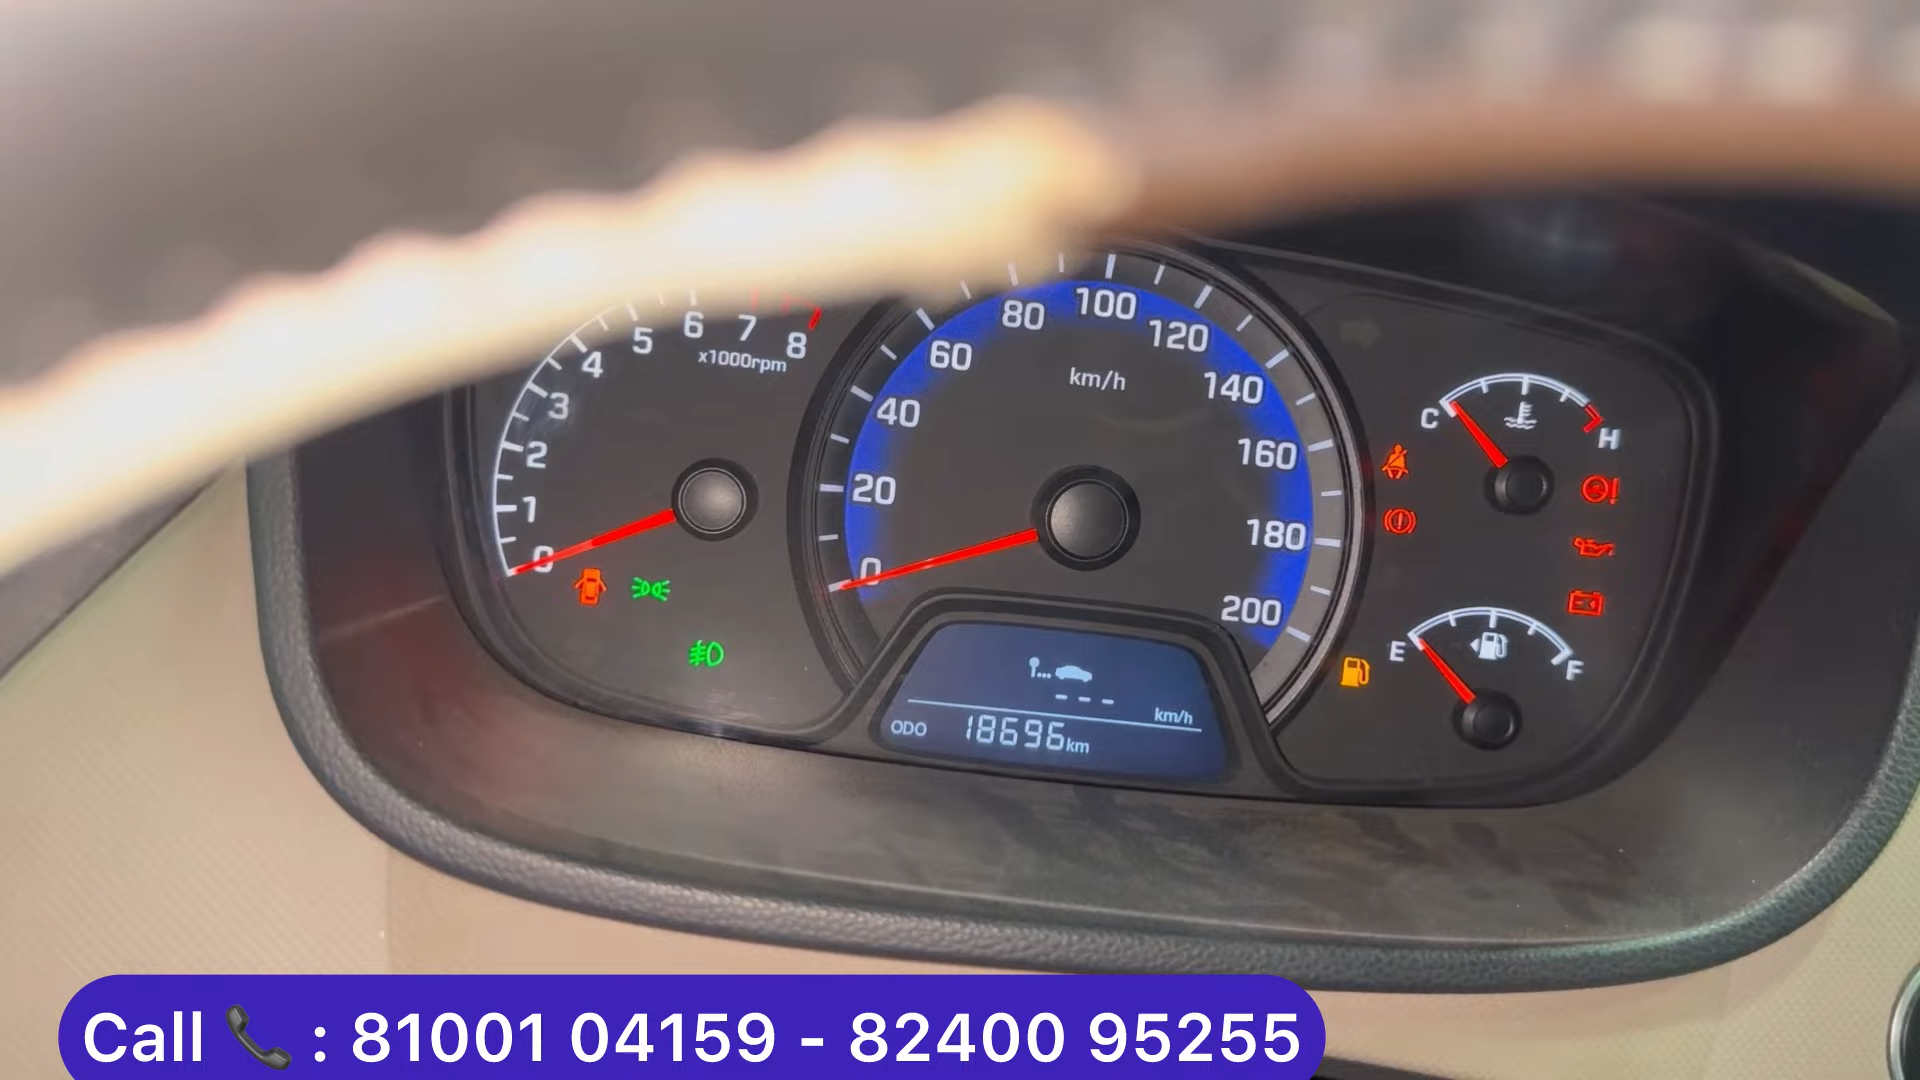 0
1
2
3
4
5
6
7
8
x1000rpm
0
20
40
60
80
100
120
140
160
180
200
km/h
C
H
E
F
--- km/h
ODO 18696km
Call 📞 : 81001 04159 - 82400 95255